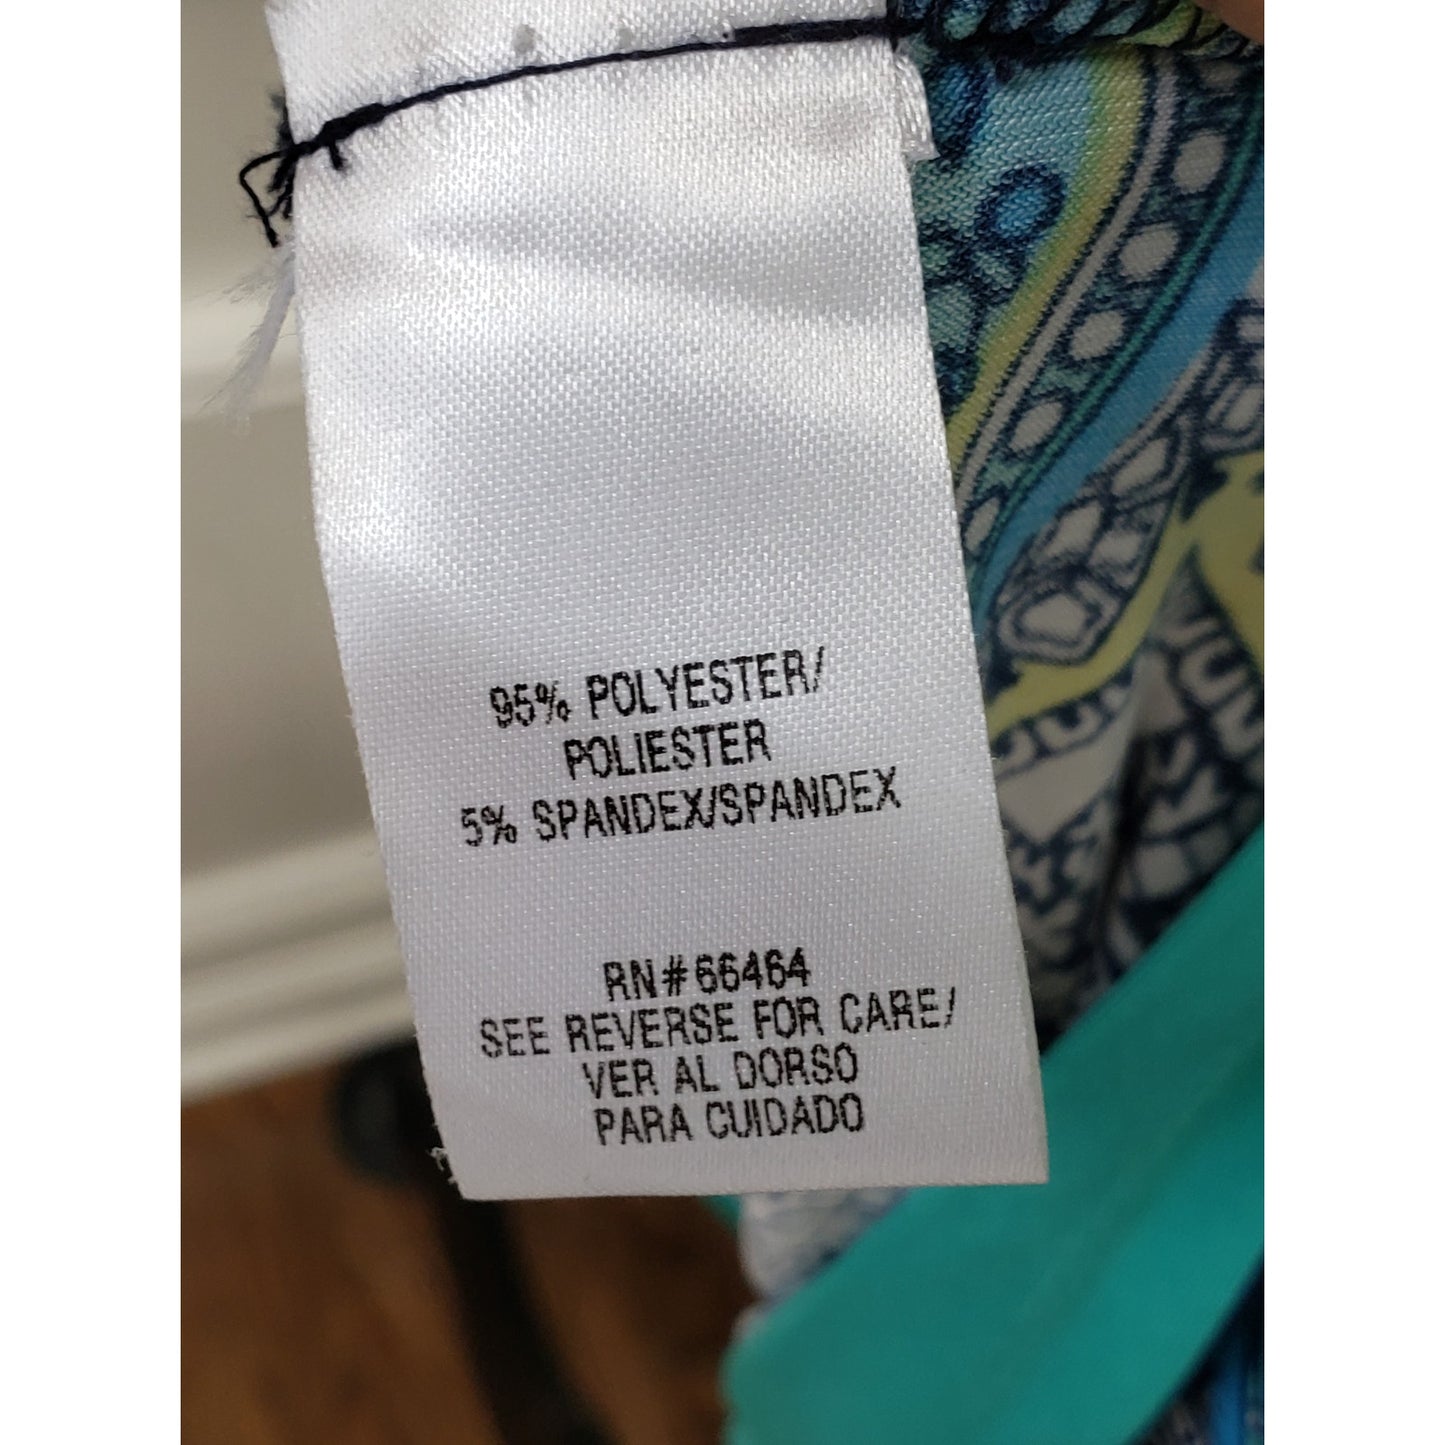 95% POLYESTER/
POLIESTER
5% SPANDEX/SPANDEX
RN#66464
SEE REVERSE FOR CARE/
VER AL DORSO
PARA CUIDADO